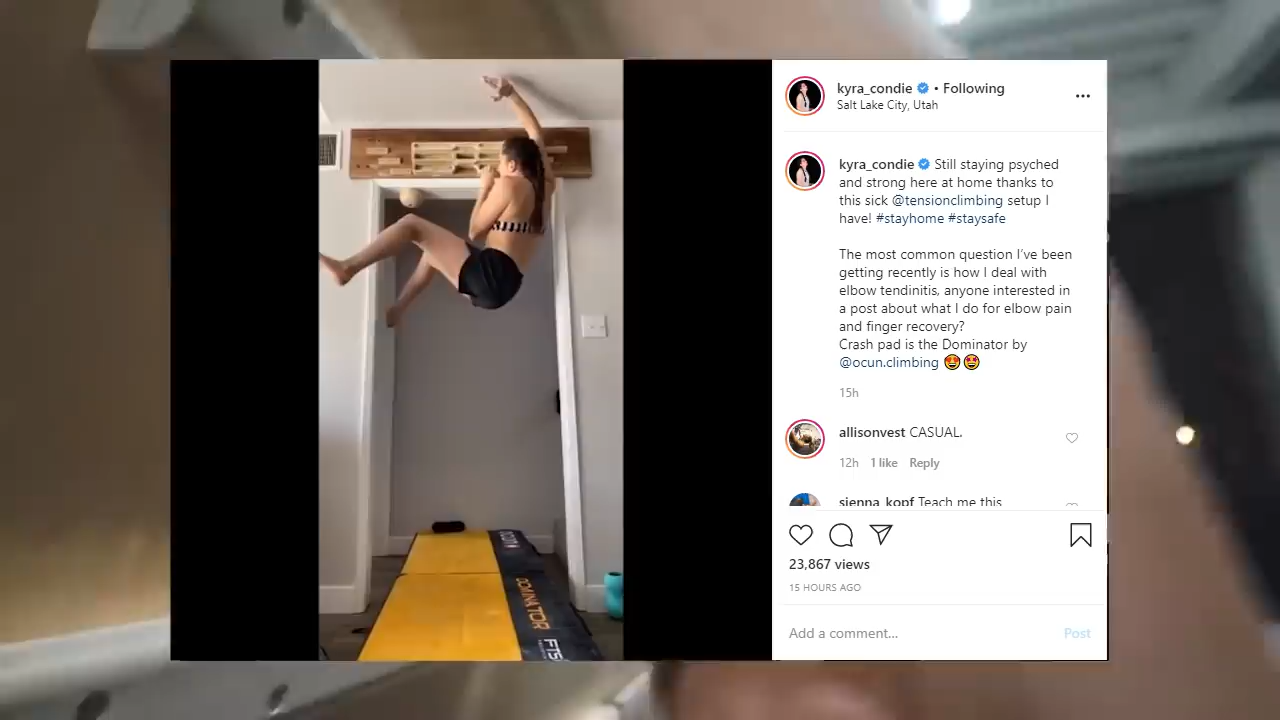 kyra_condie • Following
Salt Lake City, Utah
kyra_condie Still staying psyched
and strong here at home thanks to
this sick @tensionclimbing setup I
have! #stayhome #staysafe
The most common question I've been
getting recently is how I deal with
elbow tendinitis, anyone interested in
a post about what I do for elbow pain
and finger recovery?
Crash pad is the Dominator by
@ocun.climbing 😍🤩
15h
allisonvest CASUAL.
12h 1 like Reply
sienna_kopf Teach me this
23,867 views
15 HOURS AGO
Add a comment... Post
DOMINATOR